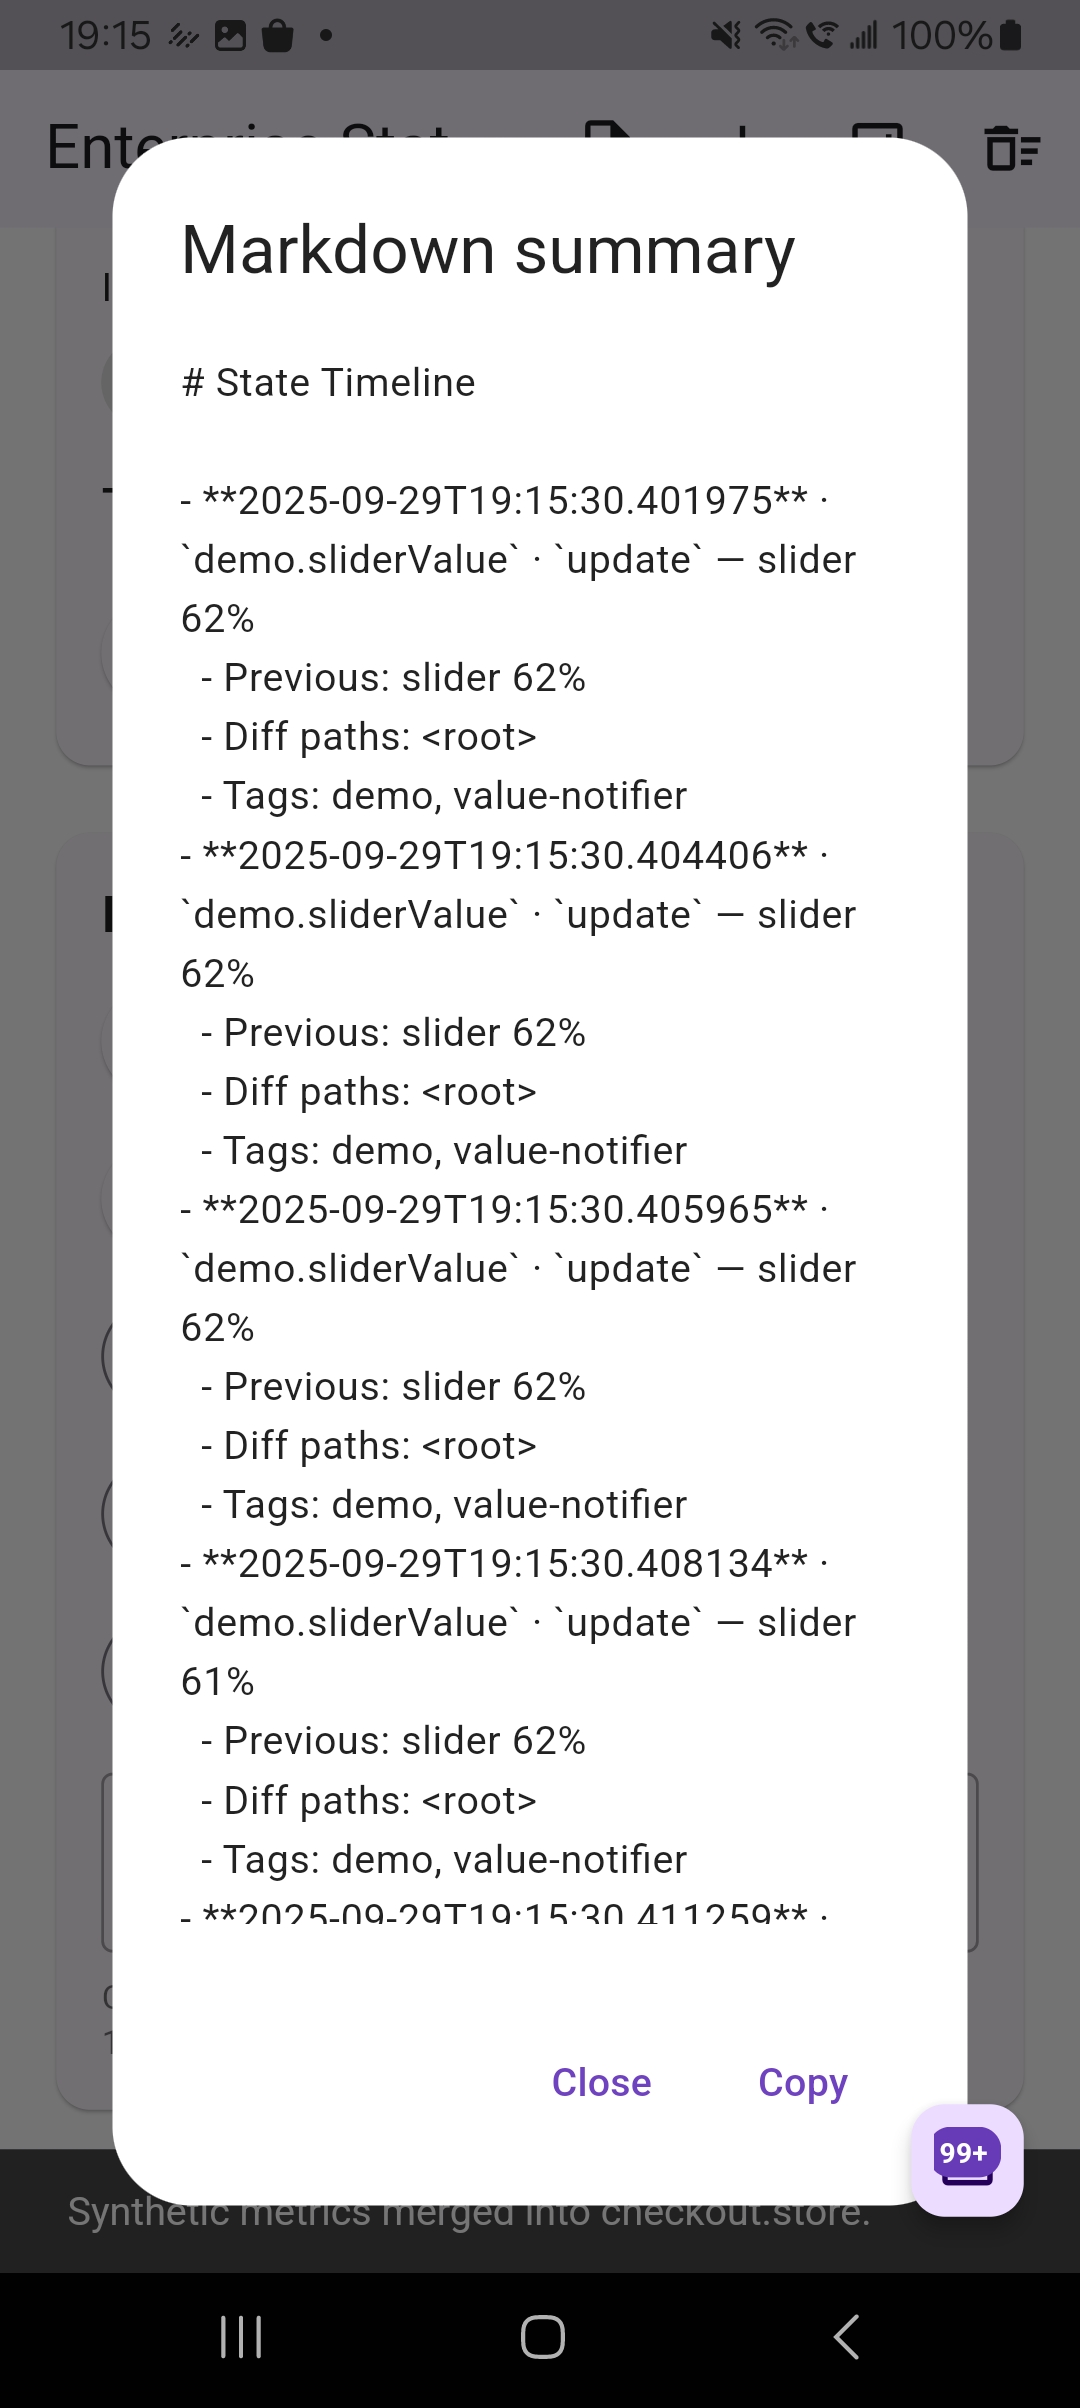 19:15
100%
Markdown summary
# State Timeline
- **2025-09-29T19:15:30.401975** ·
`demo.sliderValue` · `update` — slider
62%
- Previous: slider 62%
- Diff paths: <root>
- Tags: demo, value-notifier
- **2025-09-29T19:15:30.404406** ·
`demo.sliderValue` · `update` — slider
62%
- Previous: slider 62%
- Diff paths: <root>
- Tags: demo, value-notifier
- **2025-09-29T19:15:30.405965** ·
`demo.sliderValue` · `update` — slider
62%
- Previous: slider 62%
- Diff paths: <root>
- Tags: demo, value-notifier
- **2025-09-29T19:15:30.408134** ·
`demo.sliderValue` · `update` — slider
61%
- Previous: slider 62%
- Diff paths: <root>
- Tags: demo, value-notifier
- **2025-09-29T19:15:30.411259** ·
Close Copy
99+
Synthetic metrics merged into checkout.store.